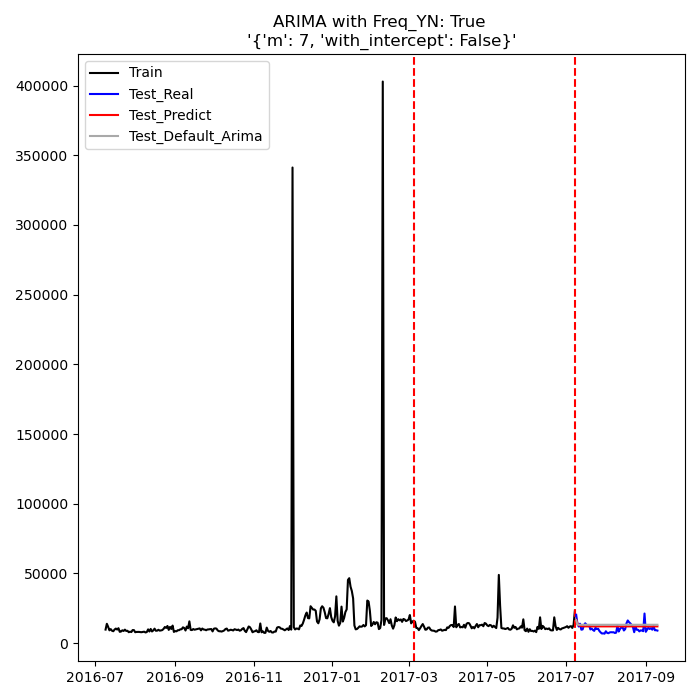 ARIMA with Freq_YN: True
'{'m': 7, 'with_intercept': False}'
Train
Test_Real
Test_Predict
Test_Default_Arima
400000
350000
300000
250000
200000
150000
100000
50000
0
2016-07 2016-09 2016-11 2017-01 2017-03 2017-05 2017-07 2017-09